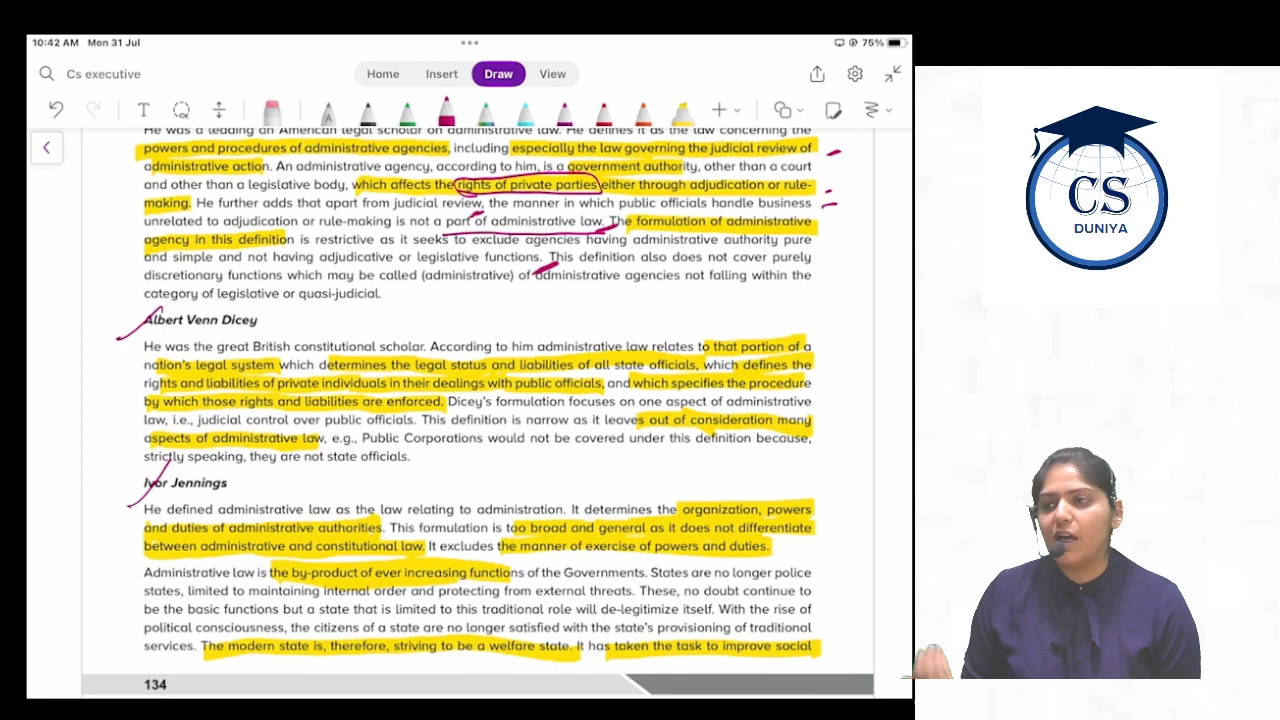 10:42 AM Mon 31 Jul
75%
Cs executive
Home Insert Draw View
He was a leading an American legal scholar on administrative law. He defines it as the law concerning the
powers and procedures of administrative agencies, including especially the law governing the judicial review of
administrative action. An administrative agency, according to him, is a government authority, other than a court
and other than a legislative body, which affects the rights of private parties either through adjudication or rule-
making. He further adds that apart from judicial review, the manner in which public officials handle business
unrelated to adjudication or rule-making is not a part of administrative law. The formulation of administrative
agency in this definition is restrictive as it seeks to exclude agencies having administrative authority pure
and simple and not having adjudicative or legislative functions. This definition also does not cover purely
discretionary functions which may be called (administrative) of administrative agencies not falling within the
category of legislative or quasi-judicial.
Albert Venn Dicey
He was the great British constitutional scholar. According to him administrative law relates to that portion of a
nation's legal system which determines the legal status and liabilities of all state officials, which defines the
rights and liabilities of private individuals in their dealings with public officials, and which specifies the procedure
by which those rights and liabilities are enforced. Dicey's formulation focuses on one aspect of administrative
law, i.e., judicial control over public officials. This definition is narrow as it leaves out of consideration many
aspects of administrative law, e.g., Public Corporations would not be covered under this definition because,
strictly speaking, they are not state officials.
Ivor Jennings
He defined administrative law as the law relating to administration. It determines the organization, powers
and duties of administrative authorities. This formulation is too broad and general as it does not differentiate
between administrative and constitutional law. It excludes the manner of exercise of powers and duties.
Administrative law is the by-product of ever increasing functions of the Governments. States are no longer police
states, limited to maintaining internal order and protecting from external threats. These, no doubt continue to
be the basic functions but a state that is limited to this traditional role will de-legitimize itself. With the rise of
political consciousness, the citizens of a state are no longer satisfied with the state's provisioning of traditional
services. The modern state is, therefore, striving to be a welfare state. It has taken the task to improve social
134
CS
DUNIYA